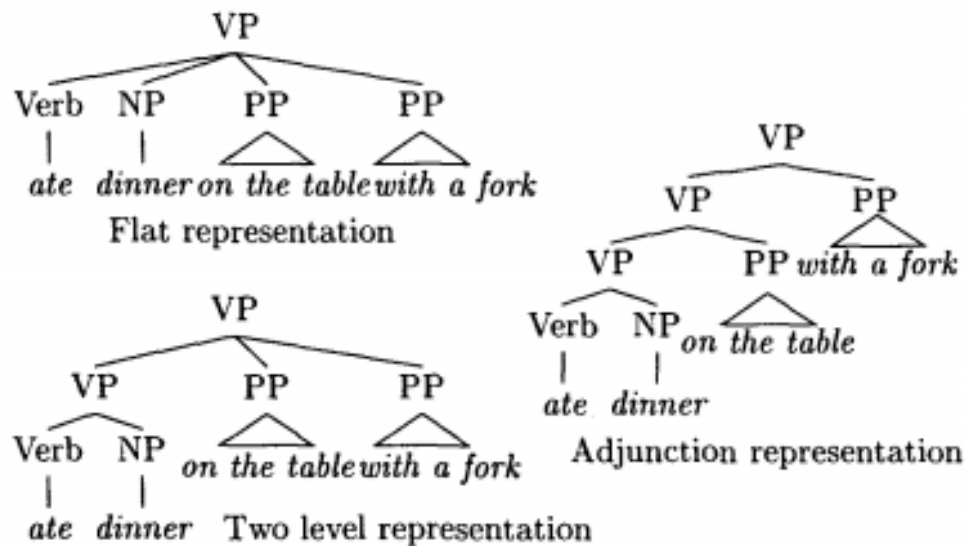 VP
Verb NP PP PP
ate dinner on the table with a fork
Flat representation
VP
VP PP PP
Verb NP on the table with a fork
ate dinner Two level representation
VP
VP PP
VP PP with a fork
Verb NP on the table
ate dinner
Adjunction representation